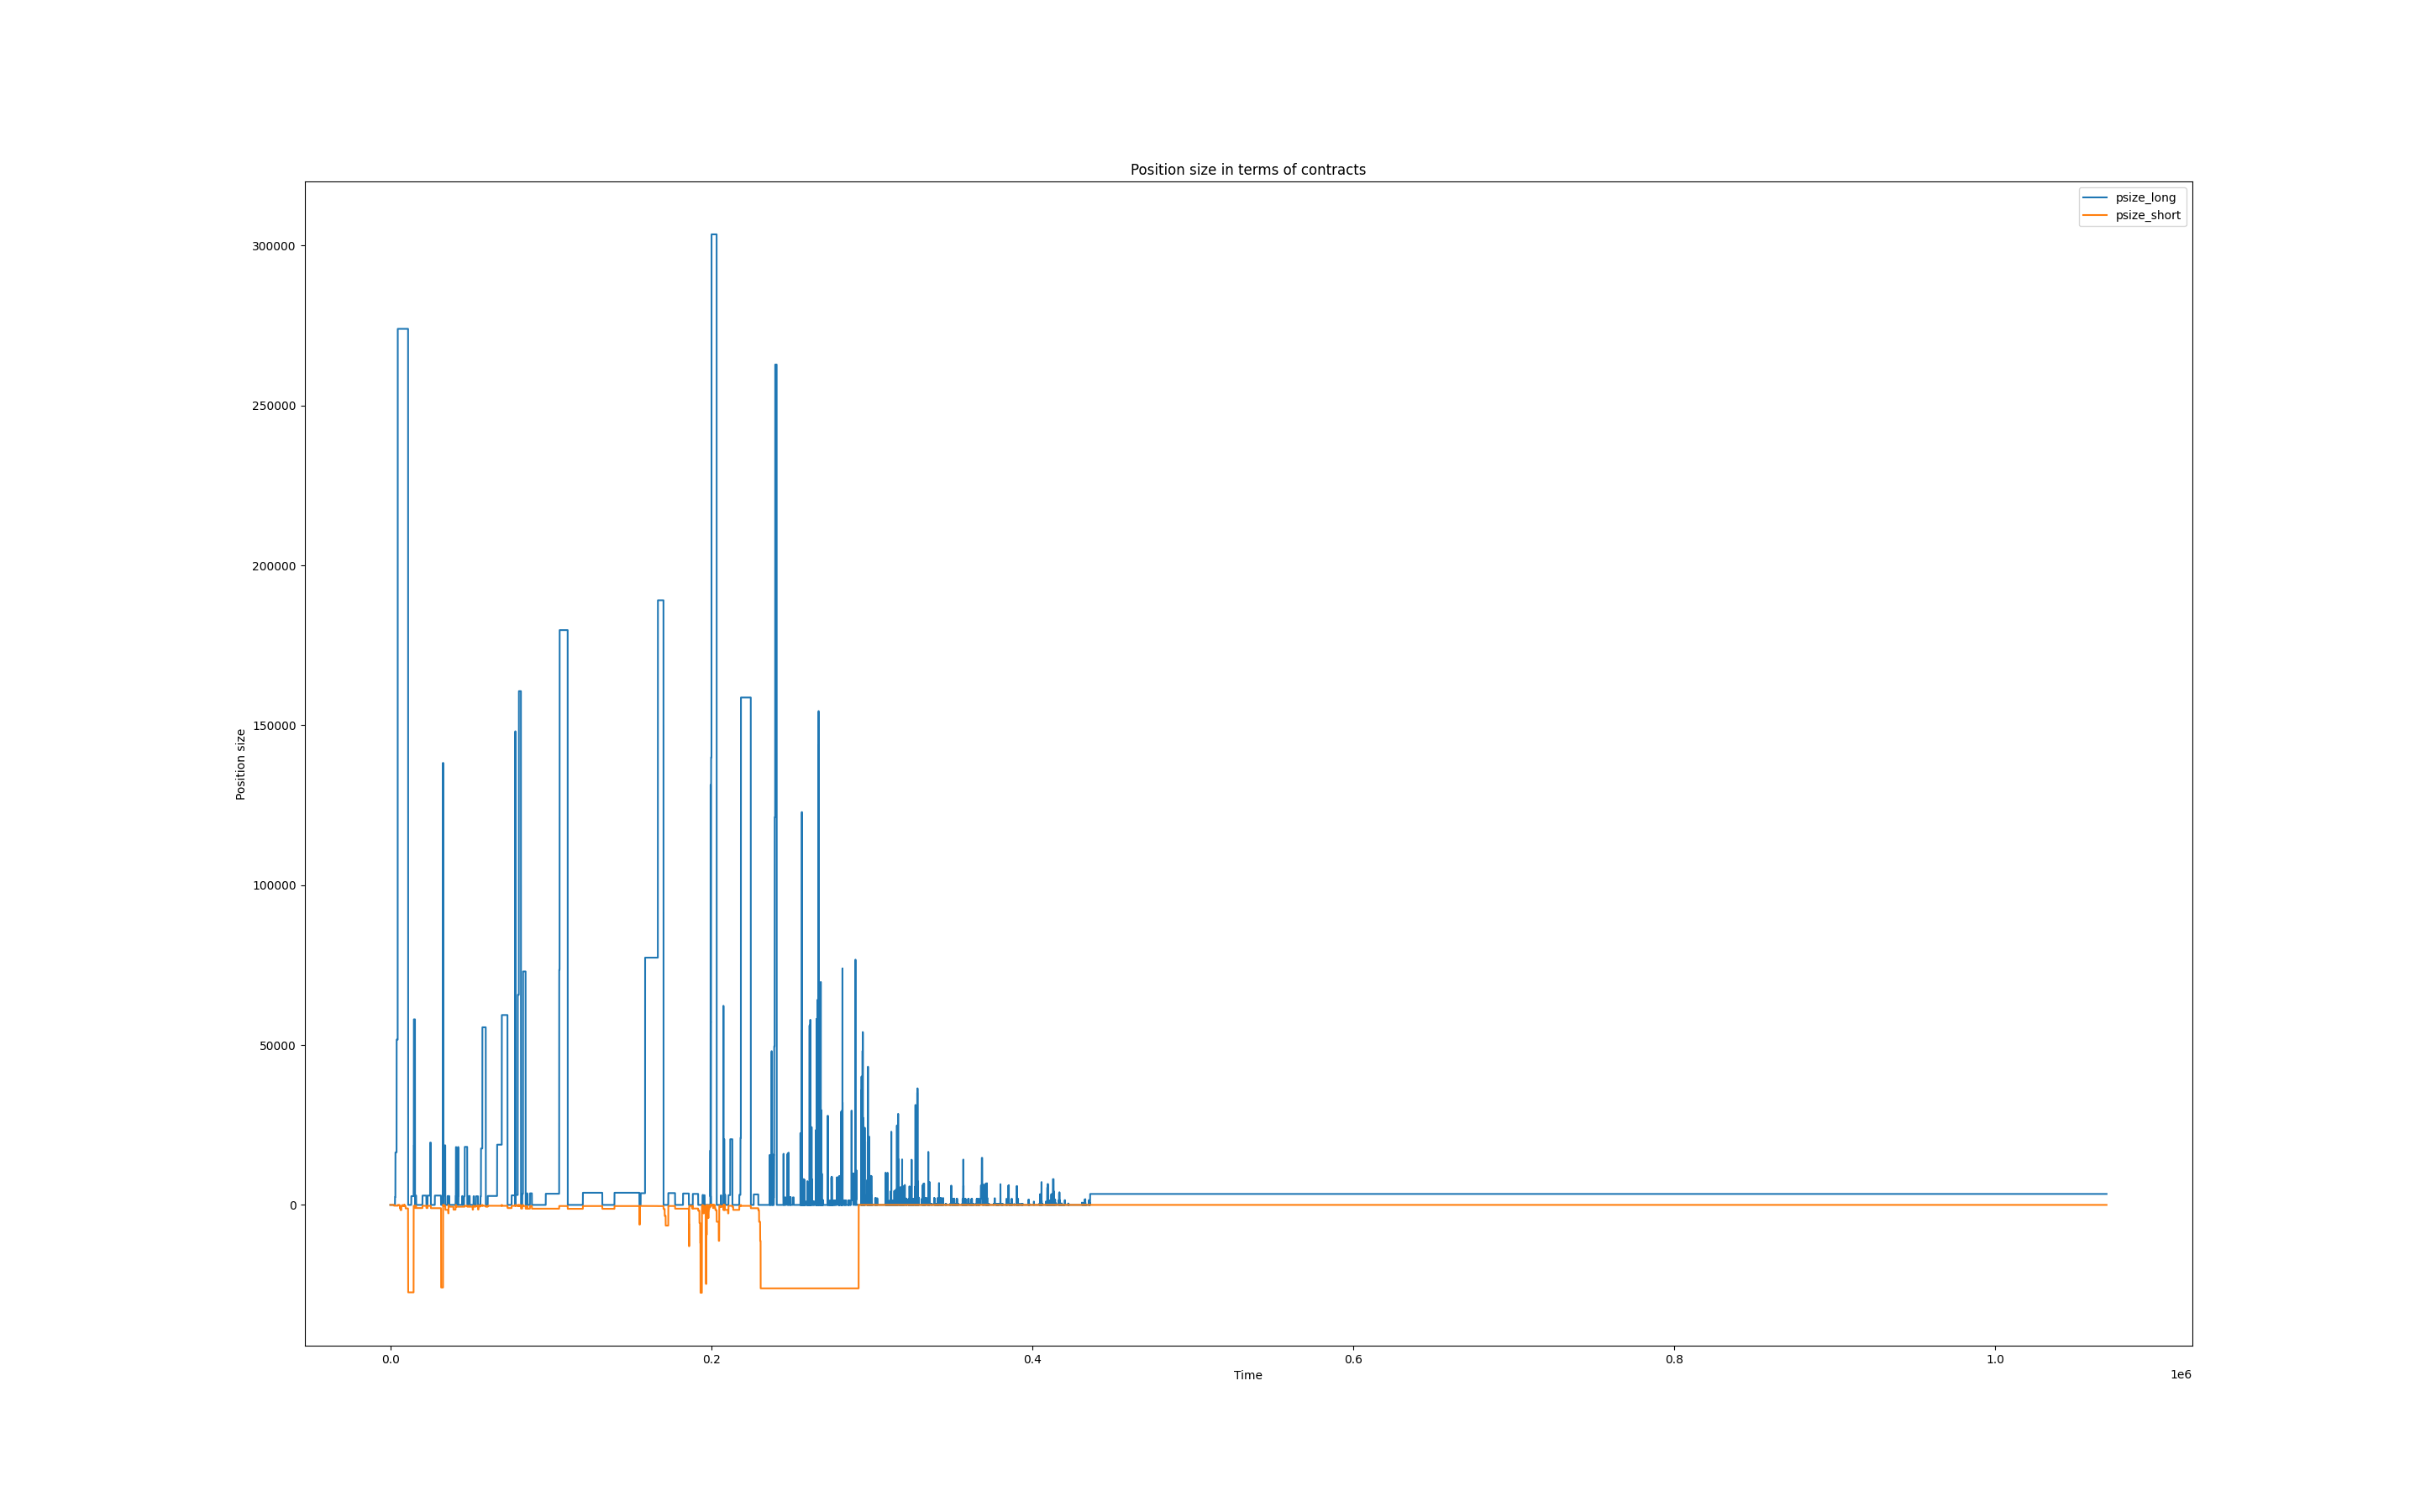 Position size in terms of contracts
psize_long
psize_short
300000
250000
200000
150000
100000
50000
0
Position size
0.0 0.2 0.4 0.6 0.8 1.0
Time
1e6